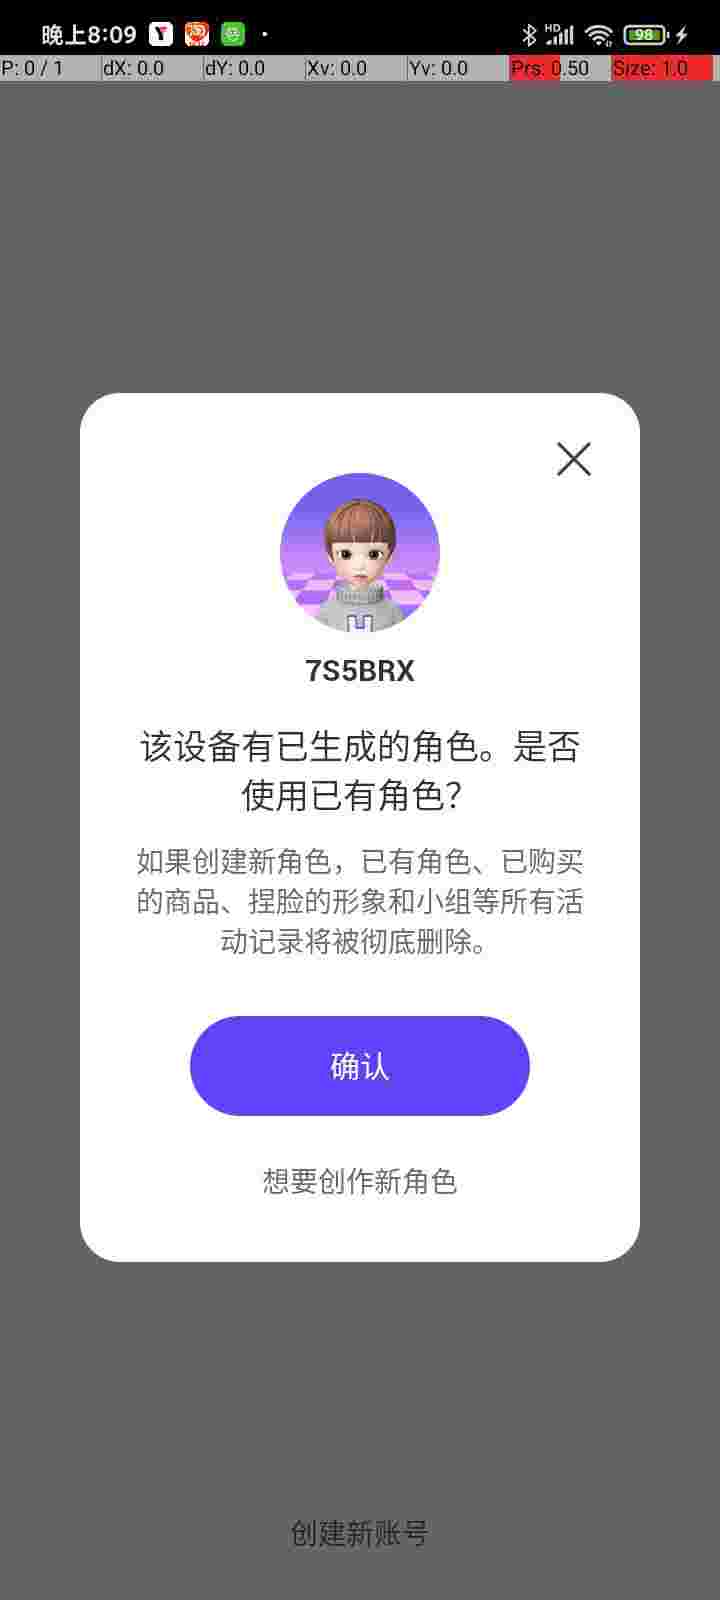 晚上8:09
HD
98
P: 0 / 1 dX: 0.0 dY: 0.0 Xv: 0.0 Yv: 0.0 Prs: 0.50 Size: 1.0
7S5BRX
该设备有已生成的角色。是否
使用已有角色?
如果创建新角色，已有角色、已购买
的商品、捏脸的形象和小组等所有活
动记录将被彻底删除。
确认
想要创作新角色
创建新账号